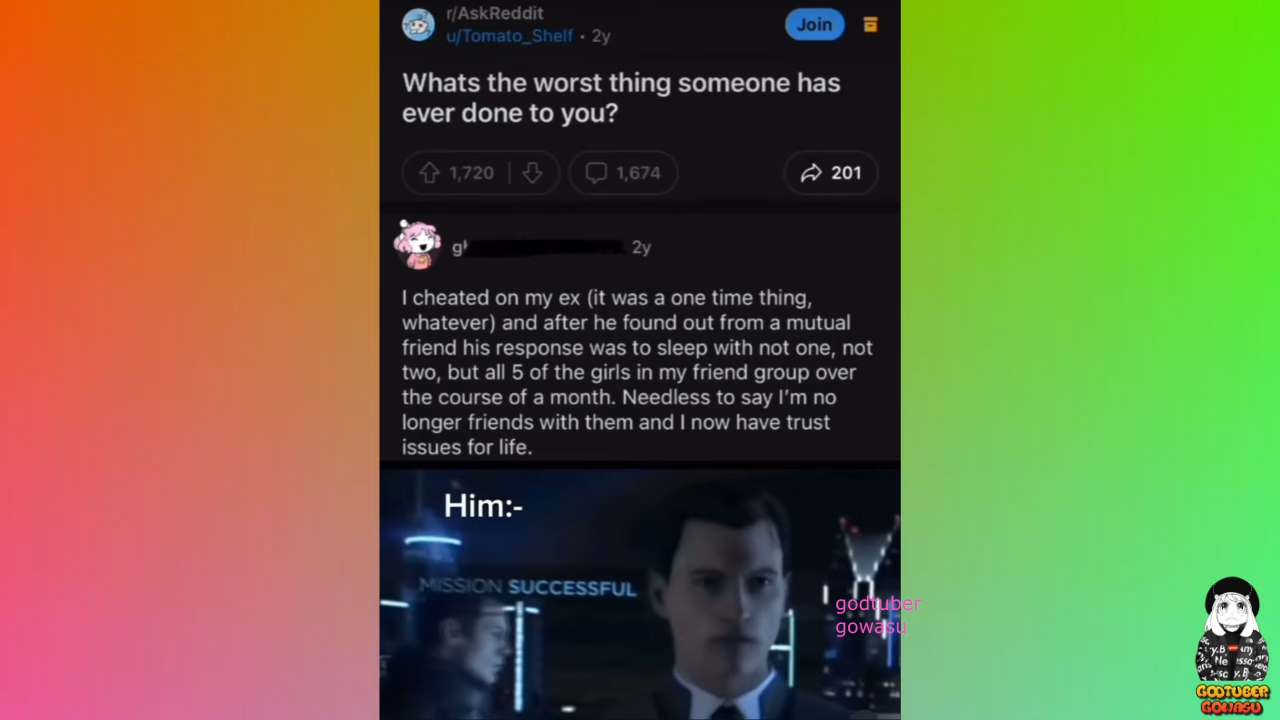 r/AskReddit
u/Tomato_Shelf • 2y
Join
Whats the worst thing someone has
ever done to you?
1,720
1,674
201
2y
I cheated on my ex (it was a one time thing,
whatever) and after he found out from a mutual
friend his response was to sleep with not one, not
two, but all 5 of the girls in my friend group over
the course of a month. Needless to say I'm no
longer friends with them and I now have trust
issues for life.
Him:-
MISSION SUCCESSFUL
godtuber
gowasu
GODTUBER
GOWASU